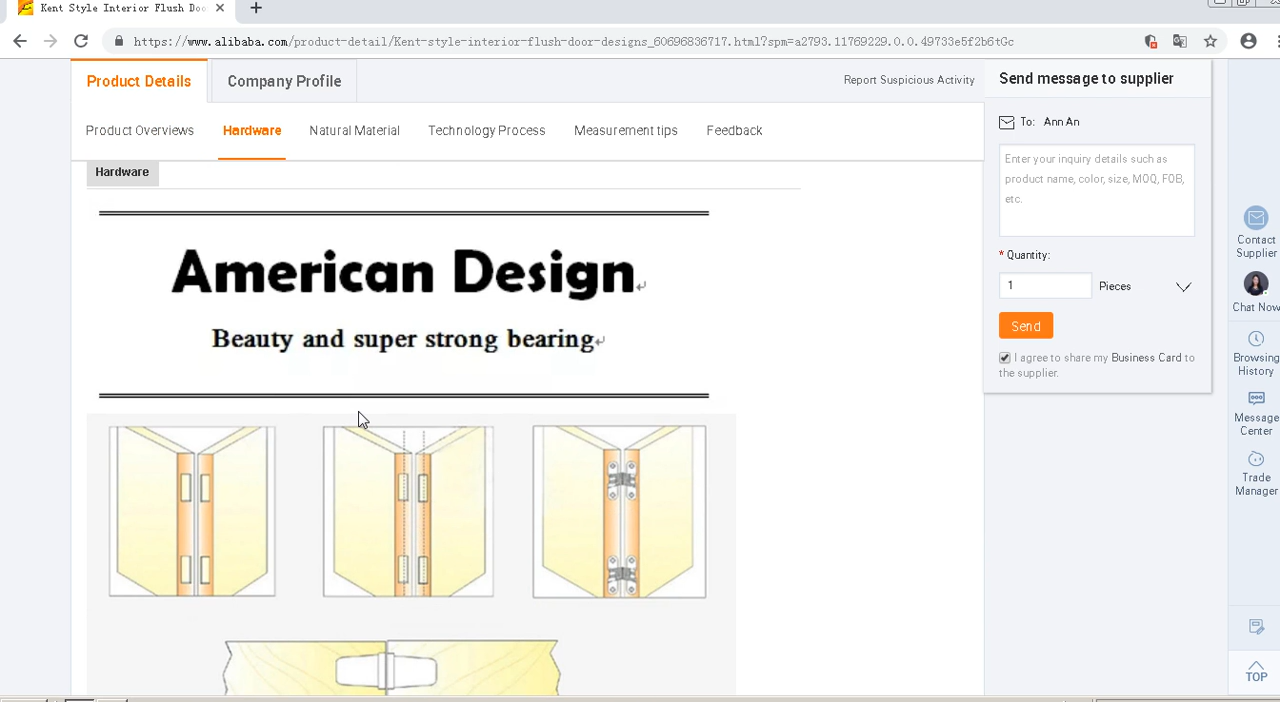 Kent Style Interior Flush Doo
https://www.alibaba.com/product-detail/Kent-style-interior-flush-door-designs_60696836717.html?spm=a2793.11769229.0.0.49733e5f2b6tGc
Product Details
Company Profile
Report Suspicious Activity
Send message to supplier
Product Overviews
Hardware
Natural Material
Technology Process
Measurement tips
Feedback
To: Ann An
Enter your inquiry details such as
product name, color, size, MOQ, FOB,
etc.
Hardware
American Design
Beauty and super strong bearing
* Quantity:
1
Pieces
Send
I agree to share my Business Card to
the supplier.
Contact
Supplier
Chat Now
Browsing
History
Message
Center
Trade
Manager
TOP